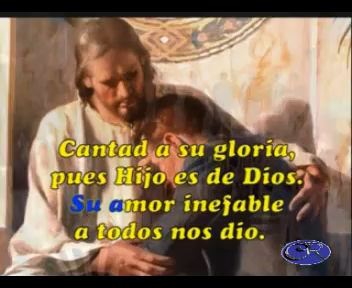 Cantad a su gloria,
pues Hijo es de Dios.
Su amor inefable
a todos nos dio.